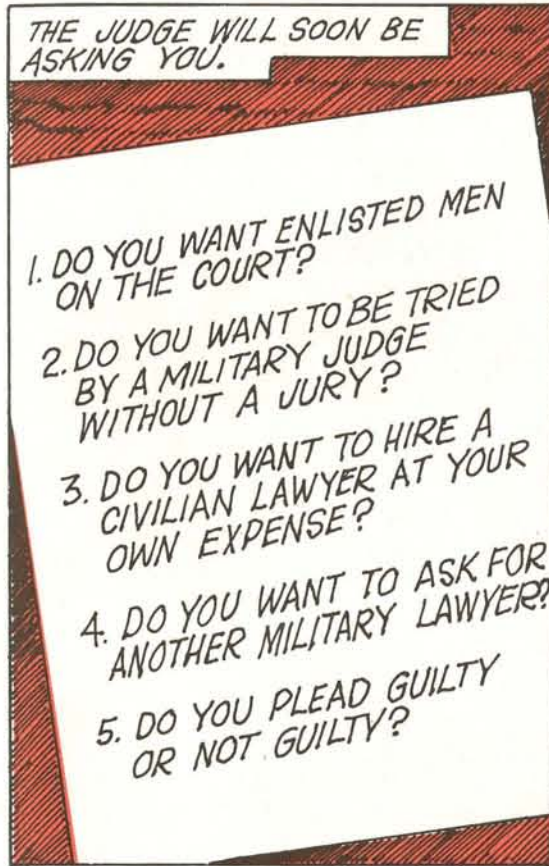 THE JUDGE WILL SOON BE
ASKING YOU.
1. DO YOU WANT ENLISTED MEN
ON THE COURT?
2. DO YOU WANT TO BE TRIED
BY A MILITARY JUDGE
WITHOUT A JURY?
3. DO YOU WANT TO HIRE A
CIVILIAN LAWYER AT YOUR
OWN EXPENSE?
4. DO YOU WANT TO ASK FOR
ANOTHER MILITARY LAWYER?
5. DO YOU PLEAD GUILTY
OR NOT GUILTY?